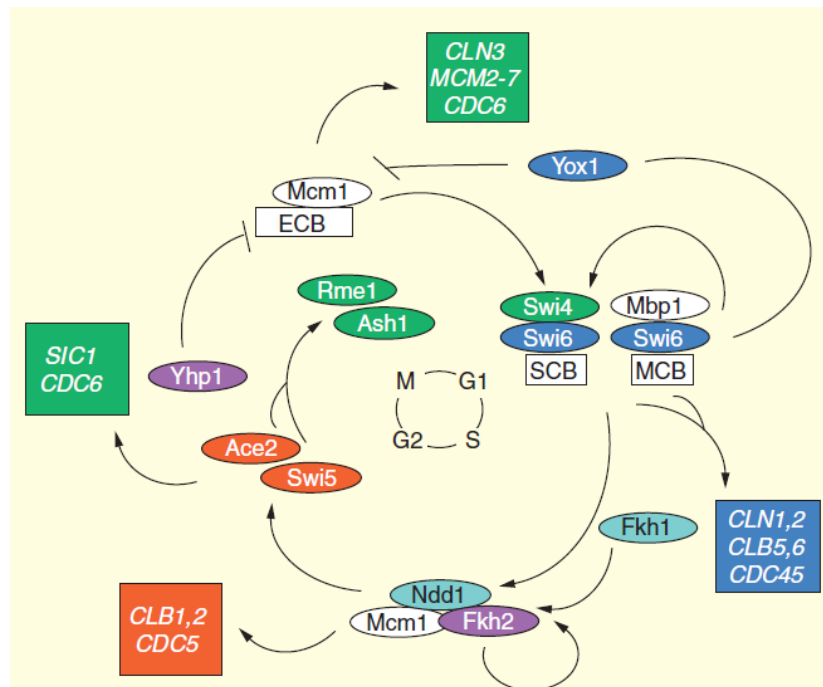 CLN3
MCM2-7
CDC6
Yox1
Mcm1
ECB
Rme1
Ash1
Swi4
Mbp1
Swi6
Swi6
SCB
MCB
SIC1
CDC6
Yhp1
M
G1
G2
S
Ace2
Swi5
Fkh1
CLN1,2
CLB5,6
CDC45
Ndd1
Mcm1
Fkh2
CLB1,2
CDC5